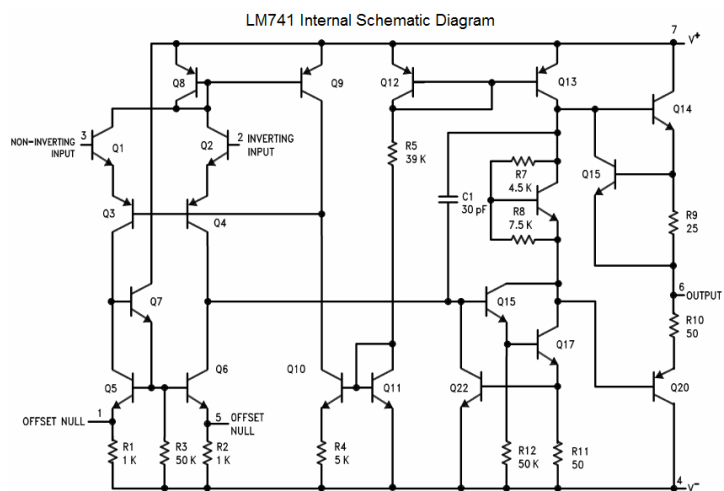 LM741 Internal Schematic Diagram
7
V+
Q8
Q9
Q12
Q13
Q14
3
NON-INVERTING
INPUT
Q1
Q2
2 INVERTING
INPUT
R5
39 K
R7
4.5 K
R8
7.5 K
C1
30 pF
Q15
R9
25
Q3
Q4
6
OUTPUT
R10
50
Q7
Q15
Q17
Q5
Q6
Q10
Q11
Q22
Q20
1
OFFSET NULL
5
OFFSET
NULL
R1
1 K
R3
50 K
R2
1 K
R4
5 K
R12
50 K
R11
50
4
V-